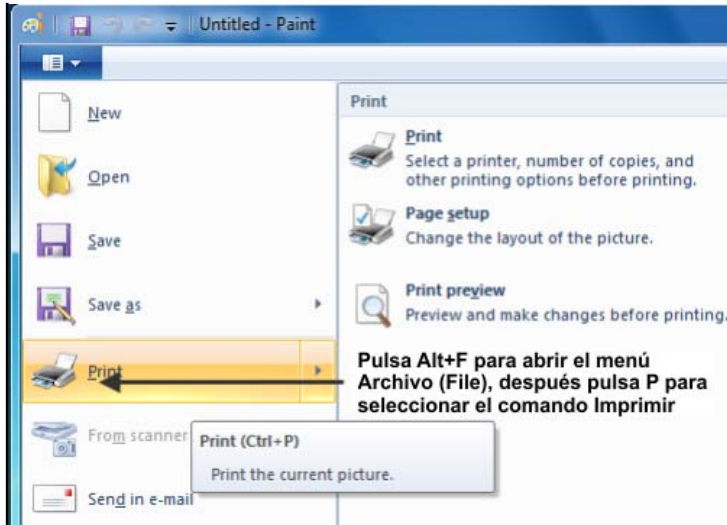 Untitled - Paint
New
Open
Save
Save as
Print
From scanner
Send in e-mail
Print
Print
Select a printer, number of copies, and
other printing options before printing.
Page setup
Change the layout of the picture.
Print preview
Preview and make changes before printing.
Pulsa Alt+F para abrir el menú
Archivo (File), después pulsa P para
seleccionar el comando Imprimir
Print (Ctrl+P)
Print the current picture.